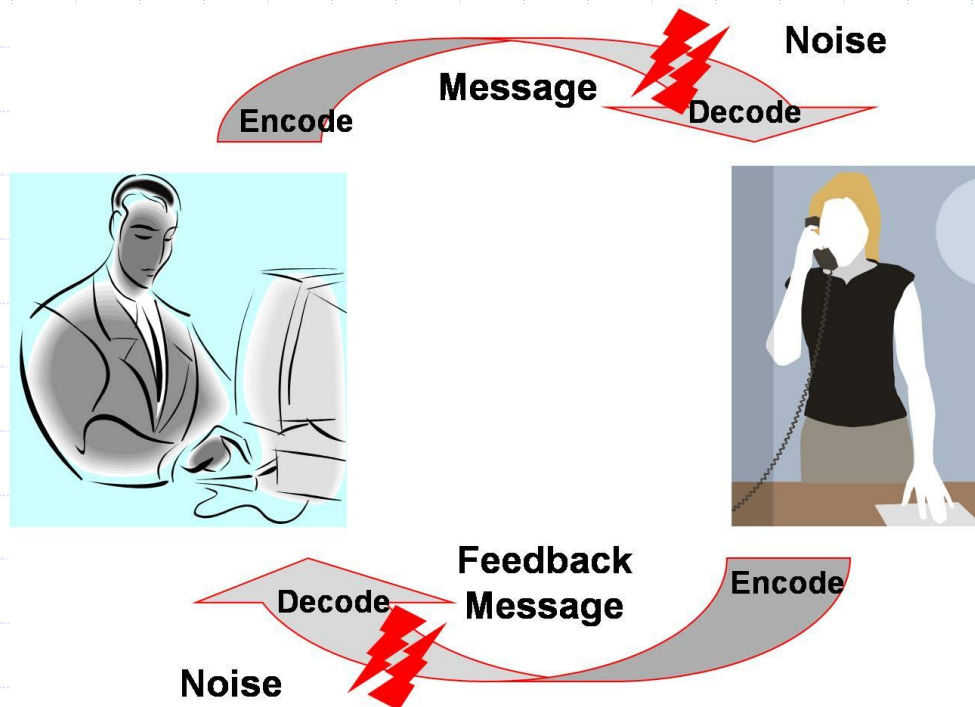 Noise
Message
Encode
Decode
Feedback
Message
Encode
Decode
Noise